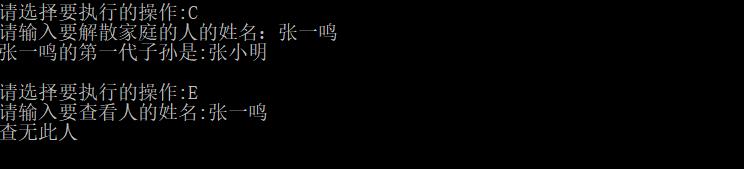 请选择要执行的操作:C
请输入要解散家庭的人的姓名：张一鸣
张一鸣的第一代子孙是:张小明
请选择要执行的操作:E
请输入要查看人的姓名:张一鸣
查无此人